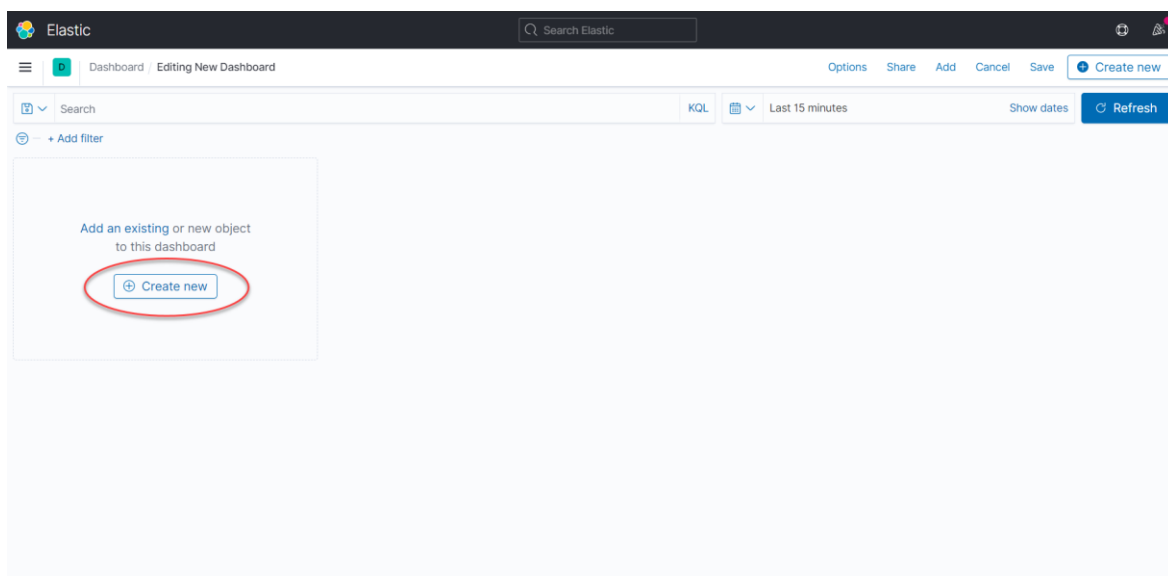 Elastic
Search Elastic
D
Dashboard / Editing New Dashboard
Options Share Add Cancel Save Create new
Search KQL Last 15 minutes Show dates Refresh
+ Add filter
Add an existing or new object
to this dashboard
Create new